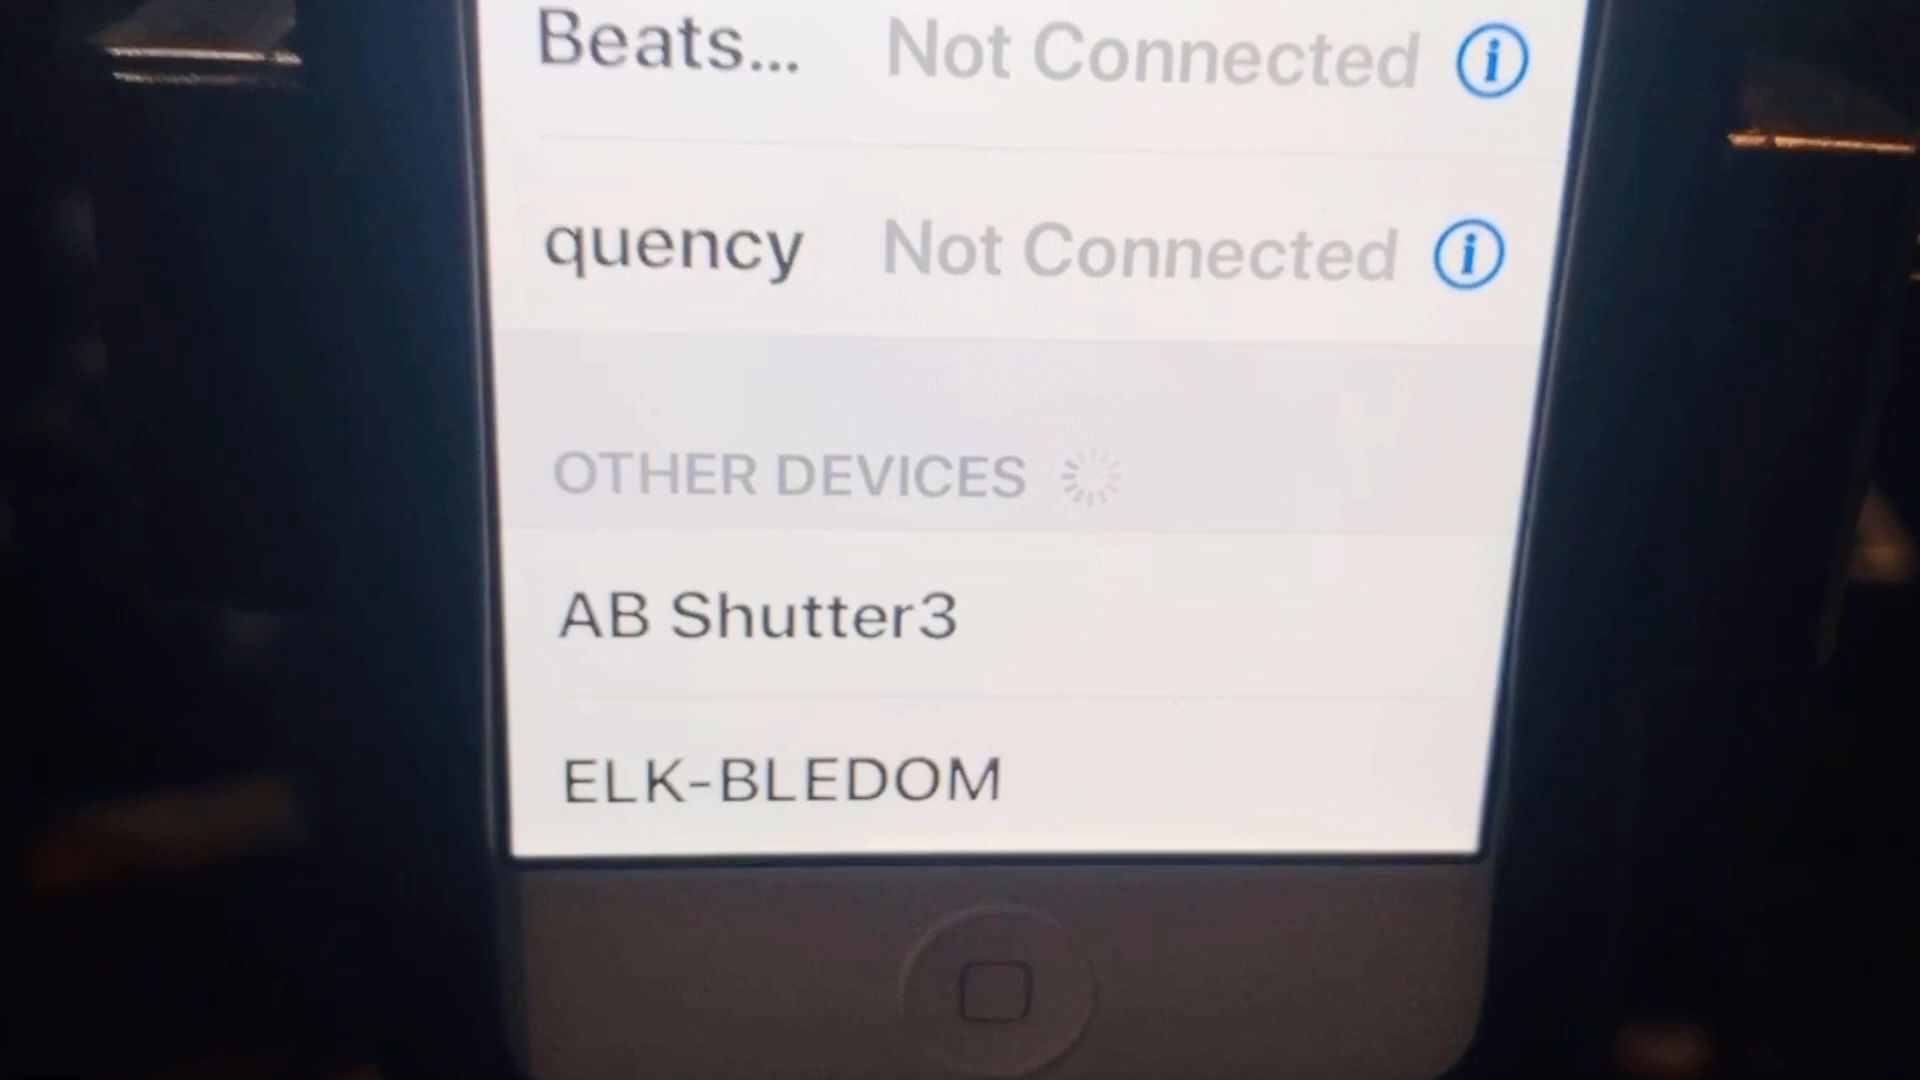 Beats... Not Connected
quency Not Connected
OTHER DEVICES
AB Shutter3
ELK-BLEDOM